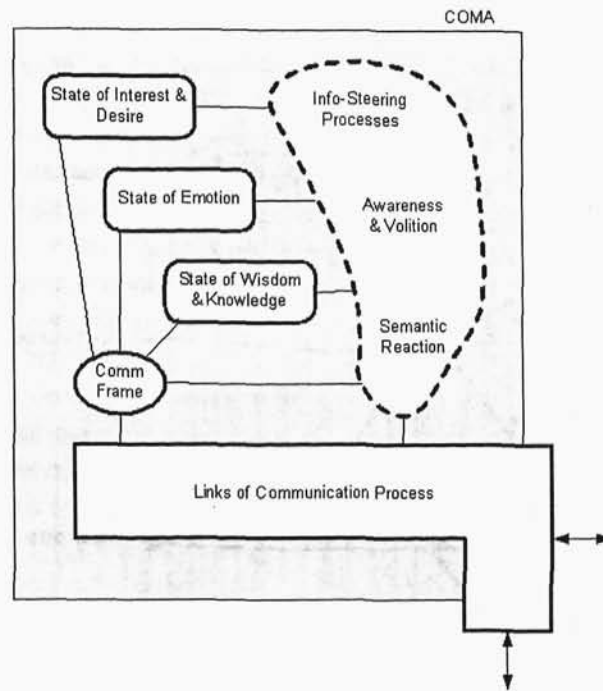 COMA
State of Interest &
Desire
Info-Steering
Processes
State of Emotion
Awareness
& Volition
State of Wisdom
& Knowledge
Semantic
Reaction
Comm
Frame
Links of Communication Process